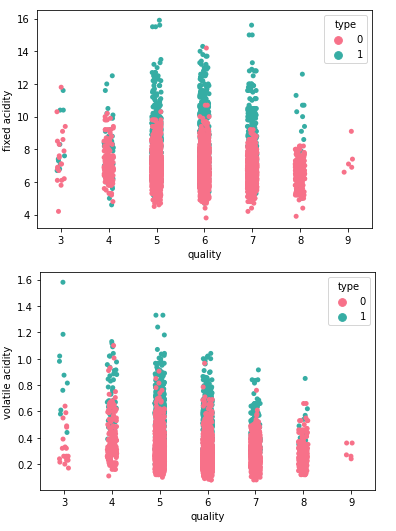 16
14
12
10
8
6
4
fixed acidity
type
0
1
3 4 5 6 7 8 9
quality
1.6
1.4
1.2
1.0
0.8
0.6
0.4
0.2
volatile acidity
type
0
1
3 4 5 6 7 8 9
quality